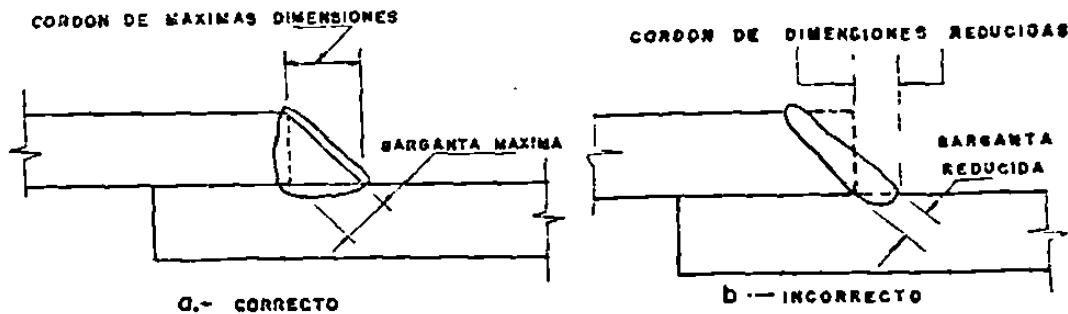 CORDON DE MAXIMAS DIMENSIONES
GARGANTA MAXIMA
a.- CORRECTO
CORDON DE DIMENSIONES REDUCIDAS
GARGANTA
REDUCIDA
b.- INCORRECTO